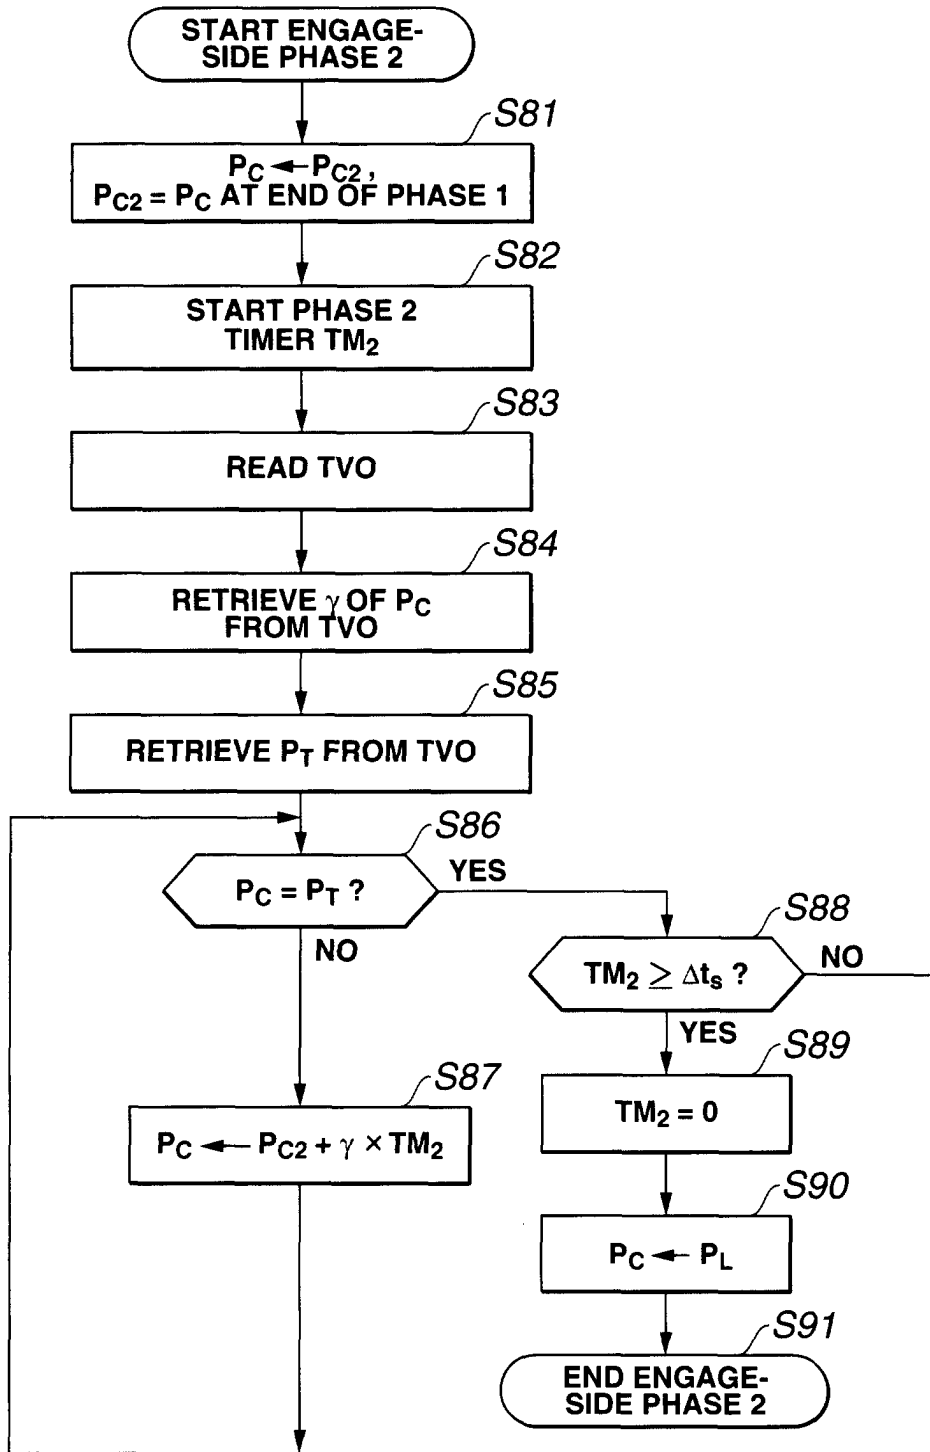 START ENGAGE-
SIDE PHASE 2
S81
PC ← PC2 ,
PC2 = PC AT END OF PHASE 1
S82
START PHASE 2
TIMER TM2
S83
READ TVO
S84
RETRIEVE γ OF PC
FROM TVO
S85
RETRIEVE PT FROM TVO
S86
PC = PT ?
YES
NO
S88
TM2 ≥ Δts ?
NO
YES
S87
PC ← PC2 + γ × TM2
S89
TM2 = 0
S90
PC ← PL
S91
END ENGAGE-
SIDE PHASE 2